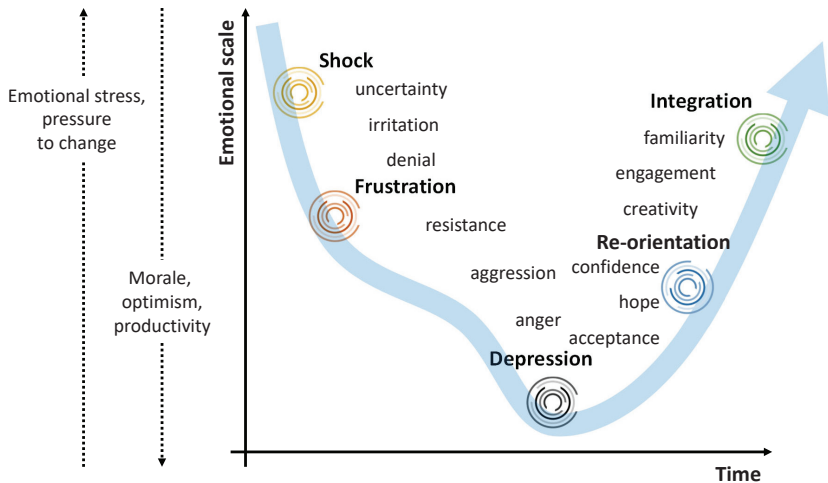 Emotional stress,
pressure
to change
Morale,
optimism,
productivity
Emotional scale
Shock
uncertainty
irritation
denial
Frustration
resistance
aggression
anger
Depression
Integration
familiarity
engagement
creativity
Re-orientation
confidence
hope
acceptance
Time